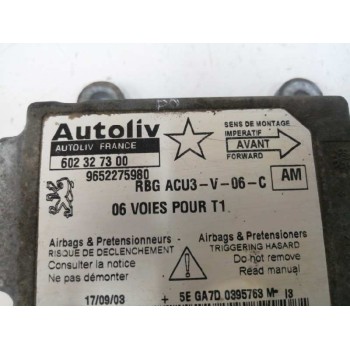 Autoliv
AUTOLIV FRANCE
602 32 73 00
9652275980
SENS DE MONTAGE
IMPERATIF
AVANT
FORWARD
RBG ACU3-V-06-C
AM
06 VOIES POUR T1
Airbags & Pretensionneurs
RISQUE DE DECLENCHEMENT
Consulter la notice
Ne pas démonter
Airbags & Pretensioners
TRIGGERING HASARD
Do not remove
Read manual
17/09/03 + 5E GA7D 0395763 M- 13